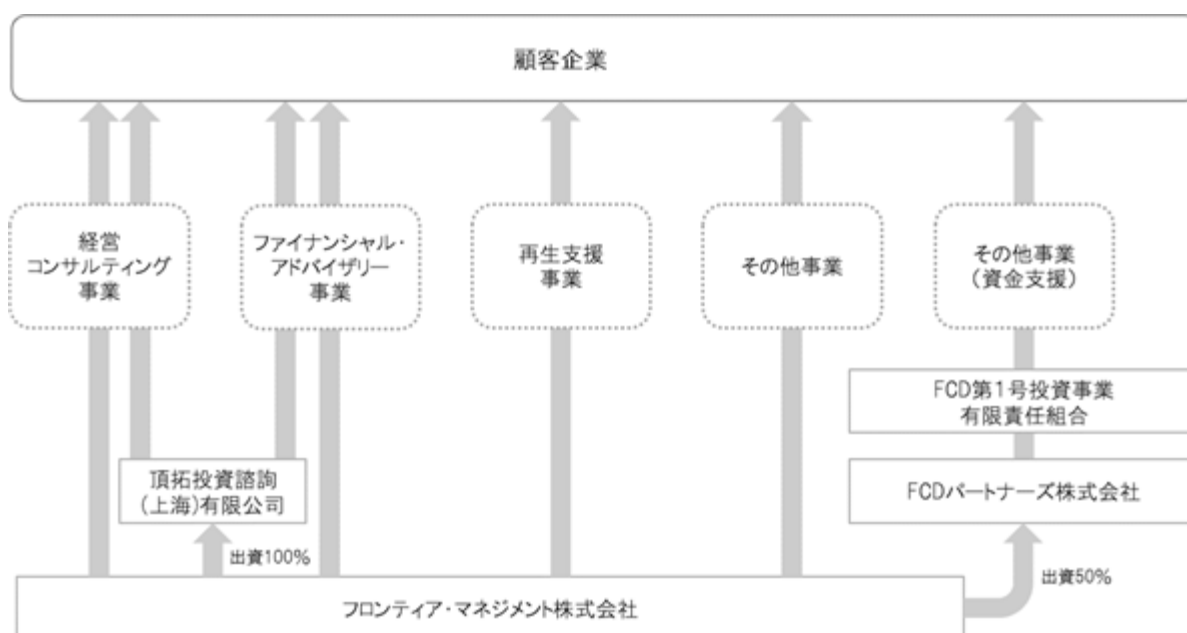 顧客企業
経営
コンサルティング
事業
ファイナンシャル・
アドバイザリー
事業
再生支援
事業
その他事業
その他事業
(資金支援)
FCD第1号投資事業
有限責任組合
頂拓投資諮詢
(上海)有限公司
FCDパートナーズ株式会社
出資100%
出資50%
フロンティア・マネジメント株式会社